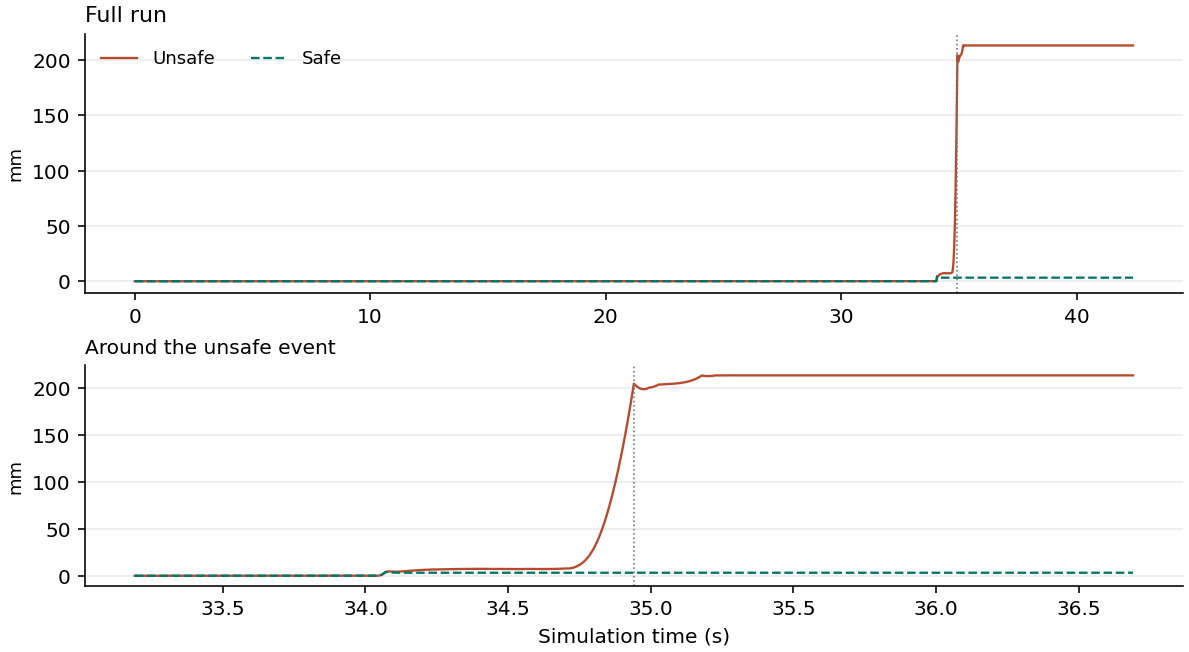 Full run
Unsafe Safe
200
150
100
50
0
mm
0 10 20 30 40
Around the unsafe event
200
150
100
50
0
mm
33.5 34.0 34.5 35.0 35.5 36.0 36.5
Simulation time (s)